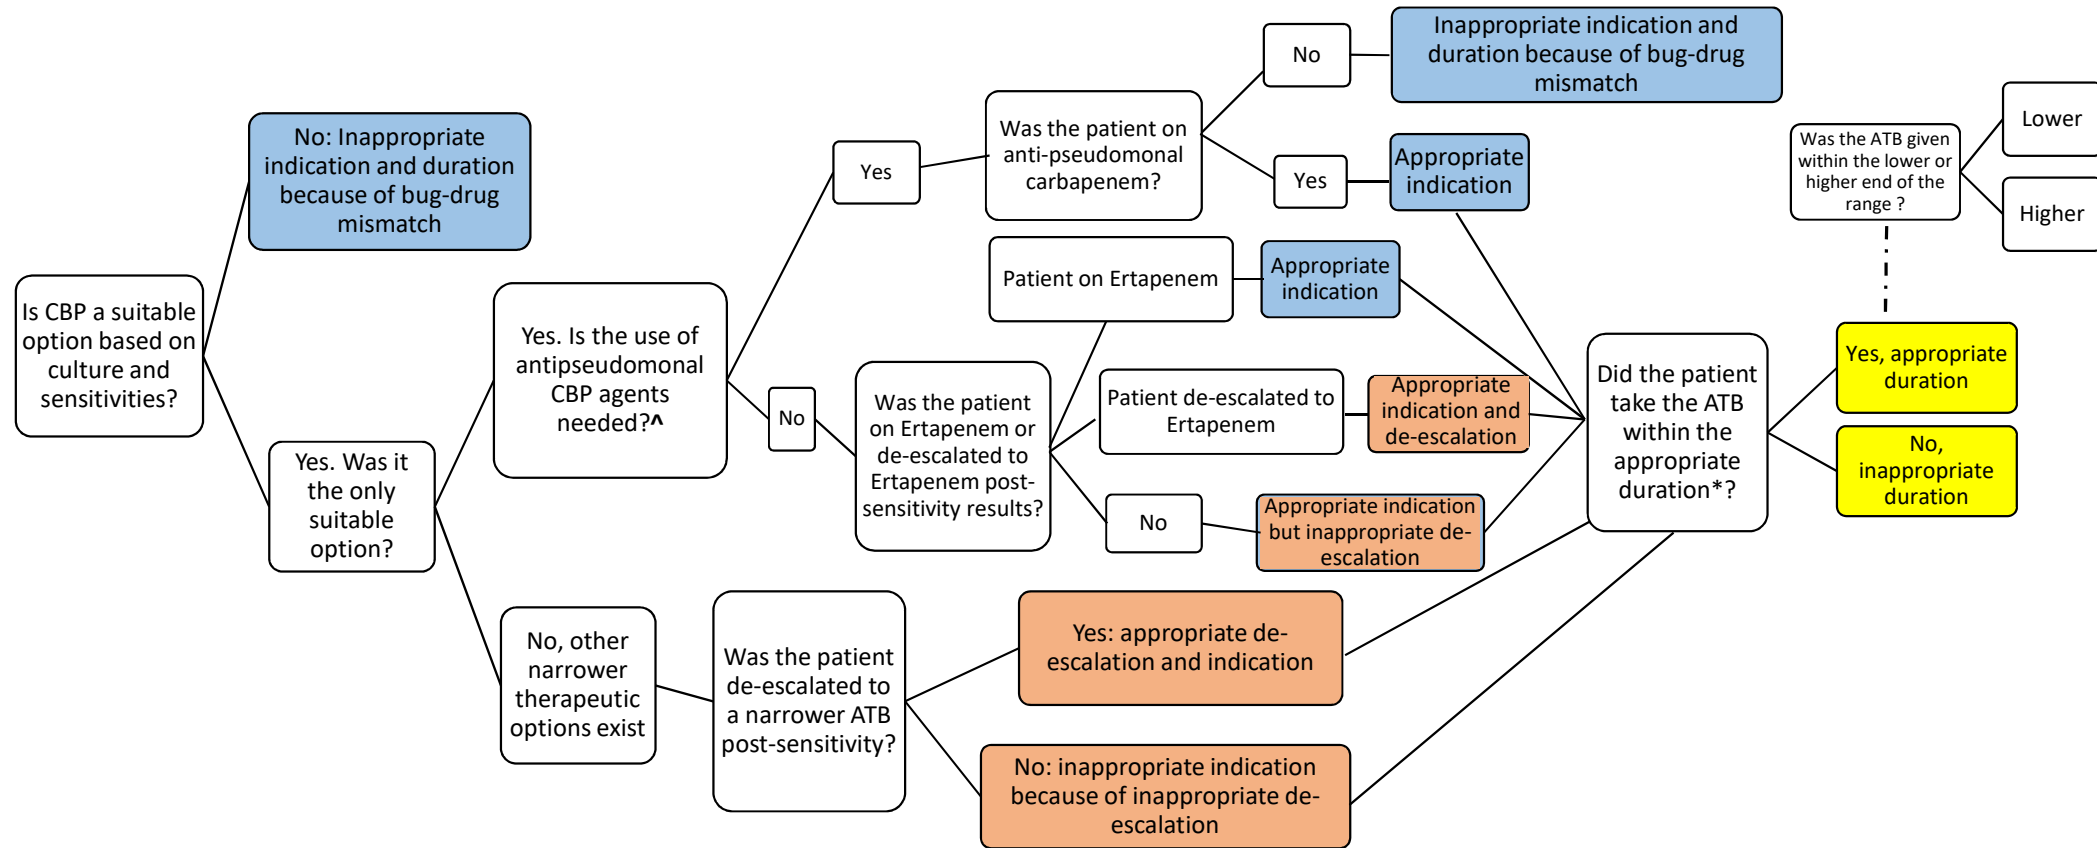 Is CBP a suitable
option based on
culture and
sensitivities?
No: Inappropriate
indication and duration
because of bug-drug
mismatch
Yes. Was it
the only
suitable
option?
Yes. Is the use of
antipseudomonal
CBP agents
needed?^
No, other
narrower
therapeutic
options exist
Yes
No
Was the patient on
anti-pseudomonal
carbapenem?
No
Inappropriate indication and
duration because of bug-drug
mismatch
Yes
Appropriate
indication
Was the patient
on Ertapenem or
de-escalated to
Ertapenem post-
sensitivity results?
Patient on Ertapenem
Appropriate
indication
Patient de-escalated to
Ertapenem
Appropriate
indication and
de-escalation
No
Appropriate indication
but inappropriate de-
escalation
Was the patient
de-escalated to
a narrower ATB
post-sensitivity?
Yes: appropriate de-
escalation and indication
No: inappropriate indication
because of inappropriate de-
escalation
Did the patient
take the ATB
within the
appropriate
duration*?
Yes, appropriate
duration
No,
inappropriate
duration
Was the ATB given
within the lower or
higher end of the
range ?
Lower
Higher